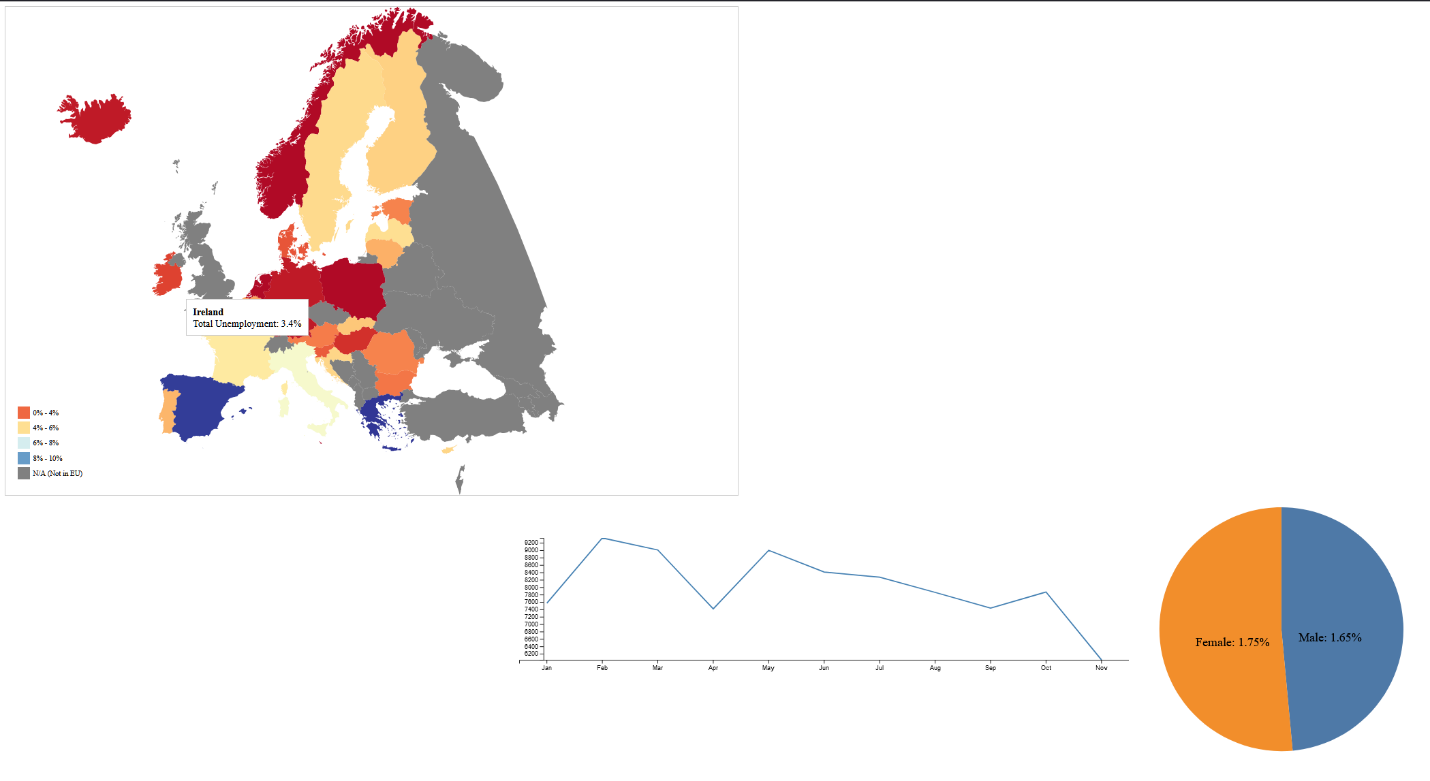 Ireland
Total Unemployment: 3.4%
0% - 4%
4% - 6%
6% - 8%
8% - 10%
N/A (Not in EU)
9200
9000
8800
8600
8400
8200
8000
7800
7600
7400
7200
7000
6800
6600
6400
6200
Jan Feb Mar Apr May Jun Jul Aug Sep Oct Nov
Female: 1.75%
Male: 1.65%